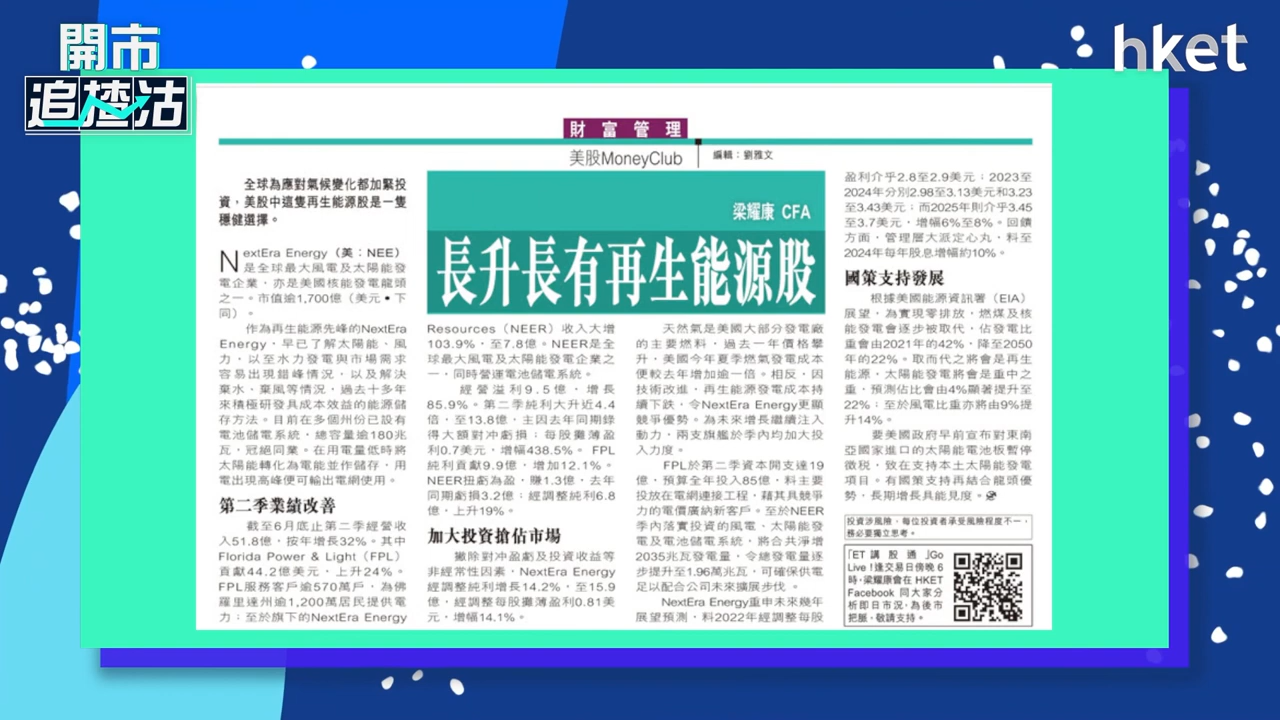 開市
追揸沽
hket
財富管理
美股MoneyClub
編輯：劉雅文
全球為應對氣候變化都加緊投
資，美股中這隻再生能源股是一隻
穩健選擇。
NextEra Energy（美：NEE）
是全球最大風電及太陽能發
電企業，亦是美國核能發電龍頭
之一。市值逾1,700億（美元•下
同）。
作為再生能源先峰的NextEra
Energy，早已了解太陽能、風
力，以至水力發電與市場需求
容易出現錯峰情況，以及解決
棄水、棄風等情況，過去十多年
來積極研發具成本效益的能源儲
存方法。目前在多個州份已設有
電池儲電系統，總容量逾180兆
瓦，冠絕同業。在用電量低時將
太陽能轉化為電能並作儲存，用
電出現高峰便可輸出電網使用。
第二季業績改善
截至6月底止第二季經營收
入51.8億，按年增長32%。其中
Florida Power & Light（FPL）
貢獻44.2億美元，上升24%。
FPL服務客戶逾570萬戶，為佛
羅里達州逾1,200萬居民提供電
力；至於旗下的NextEra Energy
梁耀康 CFA
長升長有再生能源股
Resources（NEER）收入大增
103.9%，至7.8億。NEER是全
球最大風電及太陽能發電企業之
一，同時營運電池儲電系統。
經營溢利9.5億，增長
85.9%。第二季純利大升近4.4
倍，至13.8億，主因去年同期錄
得大額對沖虧損；每股攤薄盈
利0.7美元，增幅438.5%。FPL
純利貢獻9.9億，增加12.1%。
NEER扭虧為盈，賺1.3億，去年
同期虧損3.2億；經調整純利6.8
億，上升19%。
加大投資搶佔市場
撇除對沖盈虧及投資收益等
非經常性因素，NextEra Energy
經調整純利增長14.2%，至15.9
億，經調整每股攤薄盈利0.81美
元，增幅14.1%。
天然氣是美國大部分發電廠
的主要燃料，過去一年價格攀
升，美國今年夏季燃氣發電成本
便較去年增加逾一倍。相反，因
技術改進，再生能源發電成本持
續下跌，令NextEra Energy更顯
競爭優勢。為未來增長繼續注入
動力，兩支旗艦於季內均加大投
入力度。
FPL於第二季資本開支達19
億，預算全年投入85億，料主要
投放在電網連接工程，藉其具競爭
力的電價廣納新客戶。至於NEER
季內落實投資的風電、太陽能發
電及電池儲電系統，將合共淨增
2035兆瓦發電量，令總發電量逐
步提升至1.96萬兆瓦，可確保供電
足以配合公司未來擴展步伐。
NextEra Energy重申未來幾年
展望預測，料2022年經調整每股
盈利介乎2.8至2.9美元；2023至
2024年分別2.98至3.13美元和3.23
至3.43美元；而2025年則介乎3.45
至3.7美元，增幅6%至8%。回饋
方面，管理層大派定心丸，料至
2024年每年股息增幅約10%。
國策支持發展
根據美國能源資訊署（EIA）
展望，為實現零排放，燃煤及核
能發電會逐步被取代，佔發電比
重會由2021年的42%，降至2050
年的22%。取而代之將會是再生
能源，太陽能發電將會是重中之
重，預測佔比會由4%顯著提升至
22%；至於風電比重亦將由9%提
升14%。
要美國政府早前宣布對東南
亞國家進口的太陽能電池板暫停
徵稅，致在支持本土太陽能發電
項目。有國策支持再結合龍頭優
勢，長期增長具能見度。
投資涉風險，每位投資者承受風險程度不一，
務必要獨立思考。
「ET講股通」Go
Live！逢交易日傍晚6
時，梁耀康會在HKET
Facebook 同大家分
析即日市況，為後市
把脈，敬請支持。